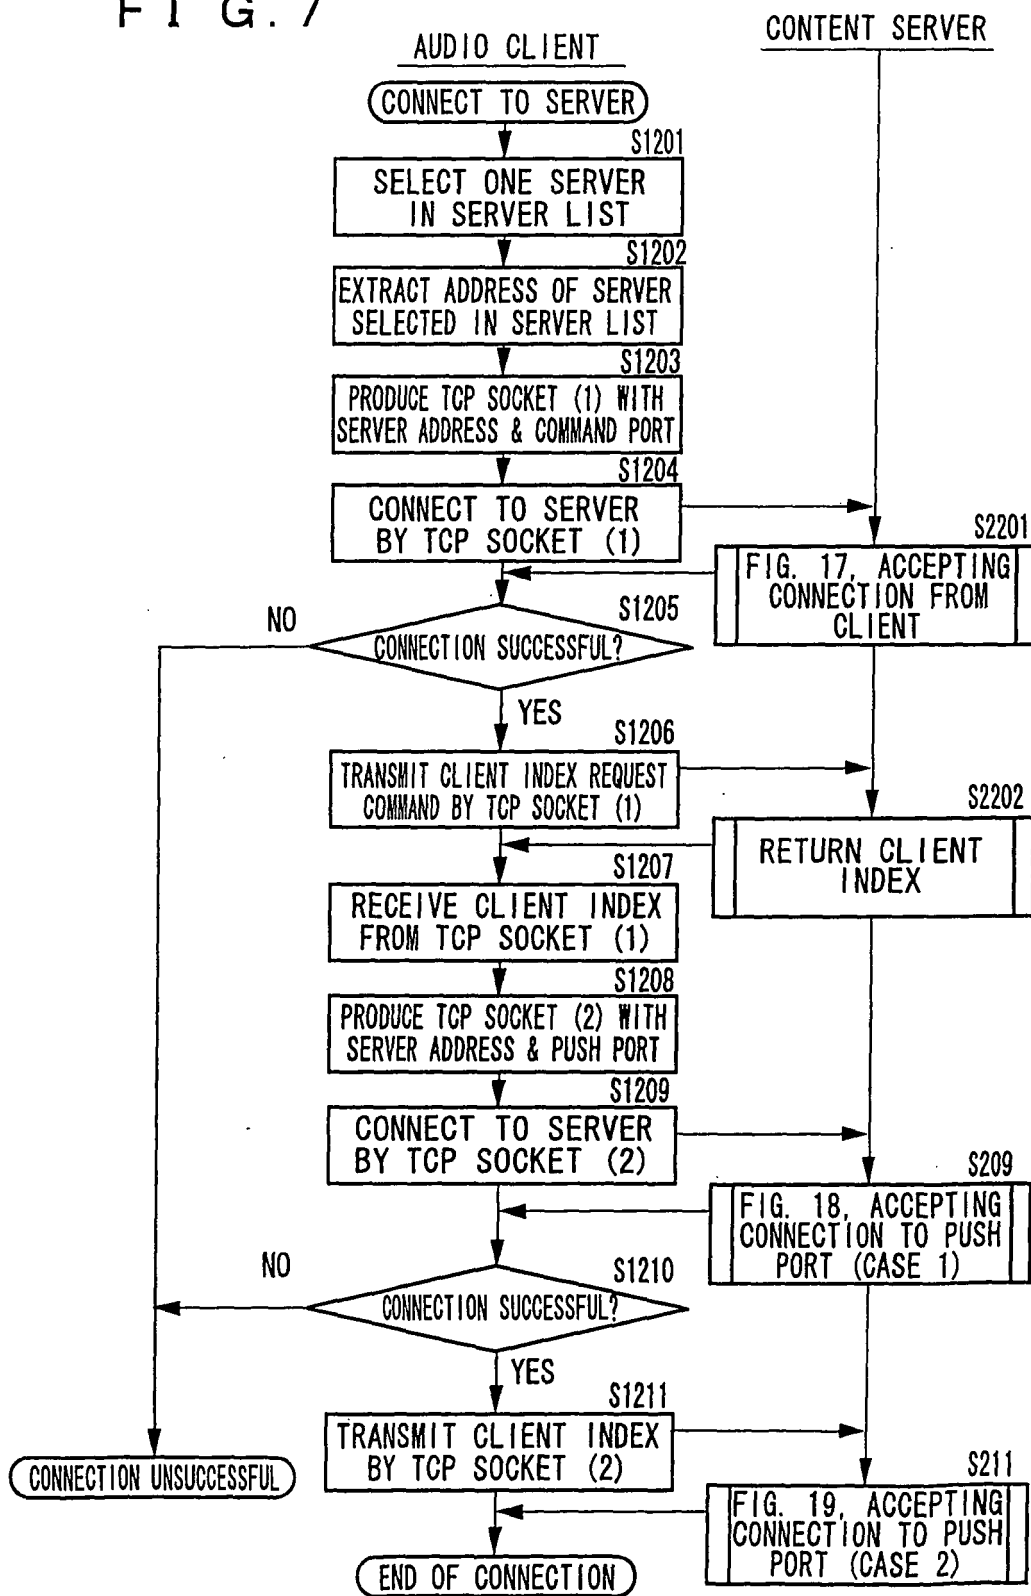 FIG. 7
CONTENT SERVER
AUDIO CLIENT
CONNECT TO SERVER
S1201
SELECT ONE SERVER
IN SERVER LIST
S1202
EXTRACT ADDRESS OF SERVER
SELECTED IN SERVER LIST
S1203
PRODUCE TCP SOCKET (1) WITH
SERVER ADDRESS & COMMAND PORT
S1204
CONNECT TO SERVER
BY TCP SOCKET (1)
S2201
FIG. 17, ACCEPTING
CONNECTION FROM
CLIENT
S1205
NO
CONNECTION SUCCESSFUL?
YES
S1206
TRANSMIT CLIENT INDEX REQUEST
COMMAND BY TCP SOCKET (1)
S2202
RETURN CLIENT
INDEX
S1207
RECEIVE CLIENT INDEX
FROM TCP SOCKET (1)
S1208
PRODUCE TCP SOCKET (2) WITH
SERVER ADDRESS & PUSH PORT
S1209
CONNECT TO SERVER
BY TCP SOCKET (2)
S209
FIG. 18, ACCEPTING
CONNECTION TO PUSH
PORT (CASE 1)
S1210
NO
CONNECTION SUCCESSFUL?
YES
S1211
TRANSMIT CLIENT INDEX
BY TCP SOCKET (2)
CONNECTION UNSUCCESSFUL
S211
FIG. 19, ACCEPTING
CONNECTION TO PUSH
PORT (CASE 2)
END OF CONNECTION